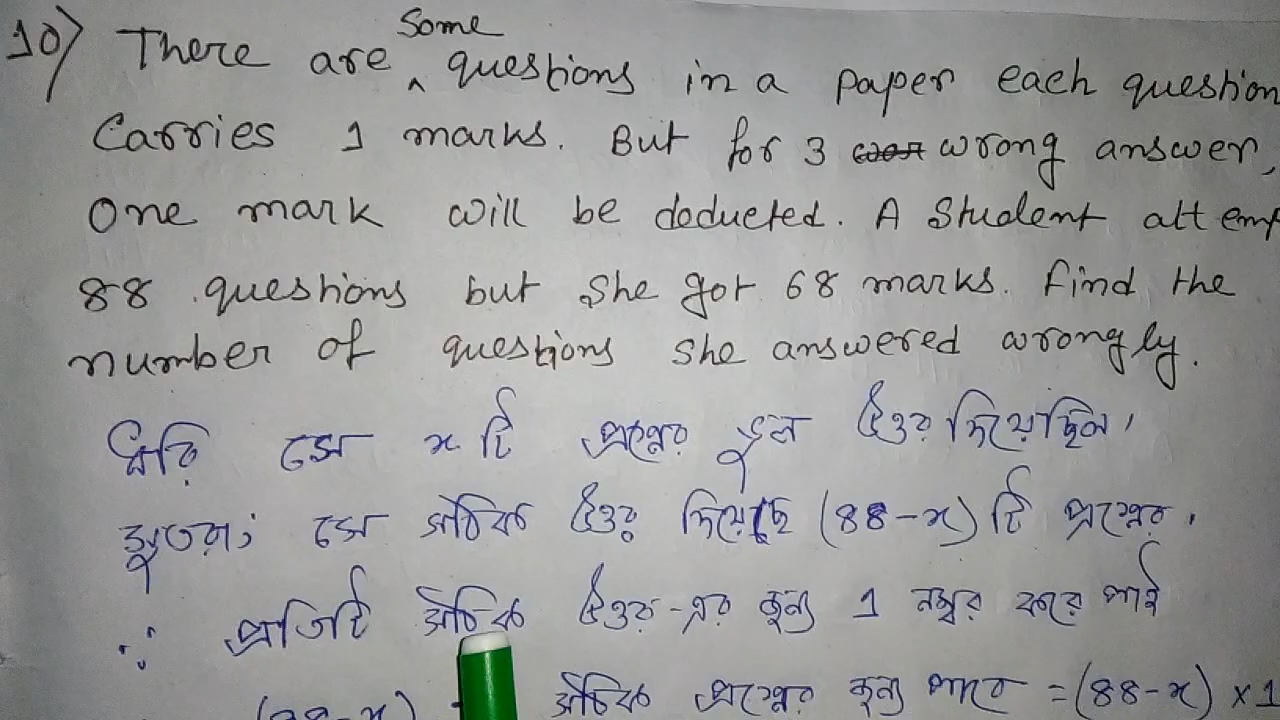 10) There are some questions in a paper each question
Carries 1 marks. But for 3 wrong answer,
One mark will be deducted. A Student attemp
88 questions but she got 68 marks. Find the
number of questions she answered wrongly.
ধরি সে x টি প্রশ্নের ভুল উত্তর দিয়েছিল।
সুতরাং সে সঠিক উত্তর দিয়েছে (88-x) টি প্রশ্নের।
∵ প্রতিটি সঠিক উত্তর-এর জন্য 1 নম্বর করে পাই
(88-x) সঠিক প্রশ্নের জন্য পাবে =(88-x) ×1